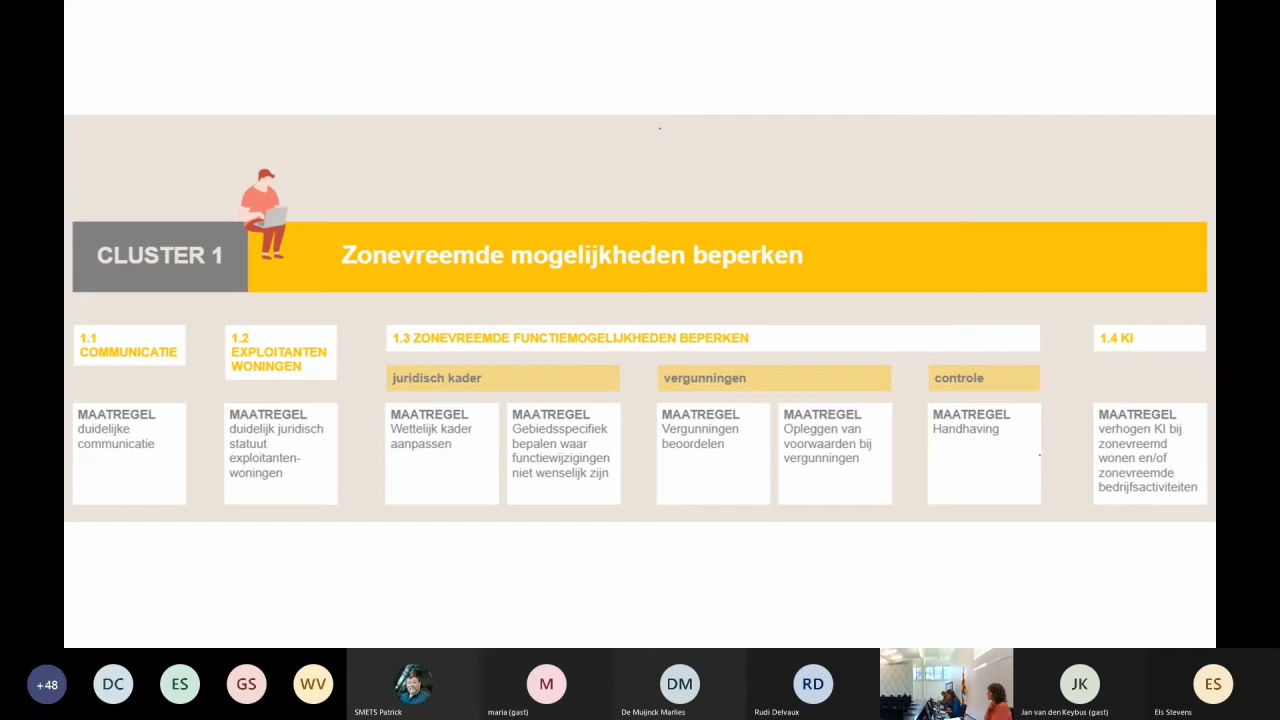 CLUSTER 1
Zonevreemde mogelijkheden beperken
1.1
COMMUNICATIE
1.2
EXPLOITANTEN
WONINGEN
1.3 ZONEVREEMDE FUNCTIEMOGELIJKHEDEN BEPERKEN
1.4 KI
juridisch kader
vergunningen
controle
MAATREGEL
duidelijke
communicatie
MAATREGEL
duidelijk juridisch
statuut
exploitanten-
woningen
MAATREGEL
Wettelijk kader
aanpassen
MAATREGEL
Gebiedsspecifiek
bepalen waar
functiewijzigingen
niet wenselijk zijn
MAATREGEL
Vergunningen
beoordelen
MAATREGEL
Opleggen van
voorwaarden bij
vergunningen
MAATREGEL
Handhaving
MAATREGEL
verhogen KI bij
zonevreemd
wonen en/of
zonevreemde
bedrijfsactiviteiten
+48
DC
ES
GS
WV
SMETS Patrick
M
maria (gast)
DM
De Muijnck Marlies
RD
Rudi Delvaux
JK
Jan van den Keybus (gast)
ES
Els Stevens